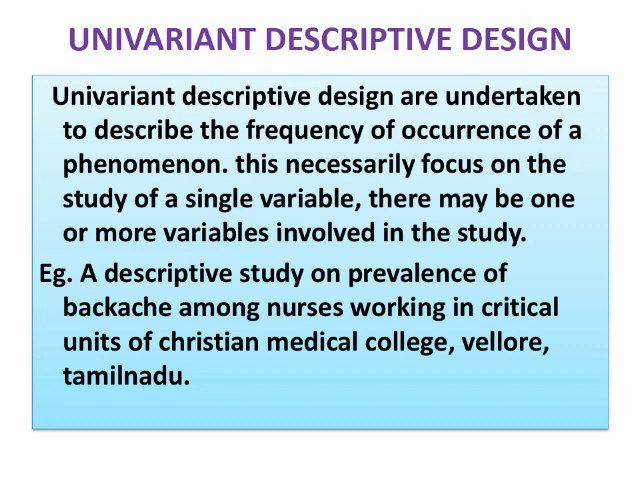 UNIVARIANT DESCRIPTIVE DESIGN
Univariant descriptive design are undertaken
to describe the frequency of occurrence of a
phenomenon. this necessarily focus on the
study of a single variable, there may be one
or more variables involved in the study.
Eg. A descriptive study on prevalence of
backache among nurses working in critical
units of christian medical college, vellore,
tamilnadu.